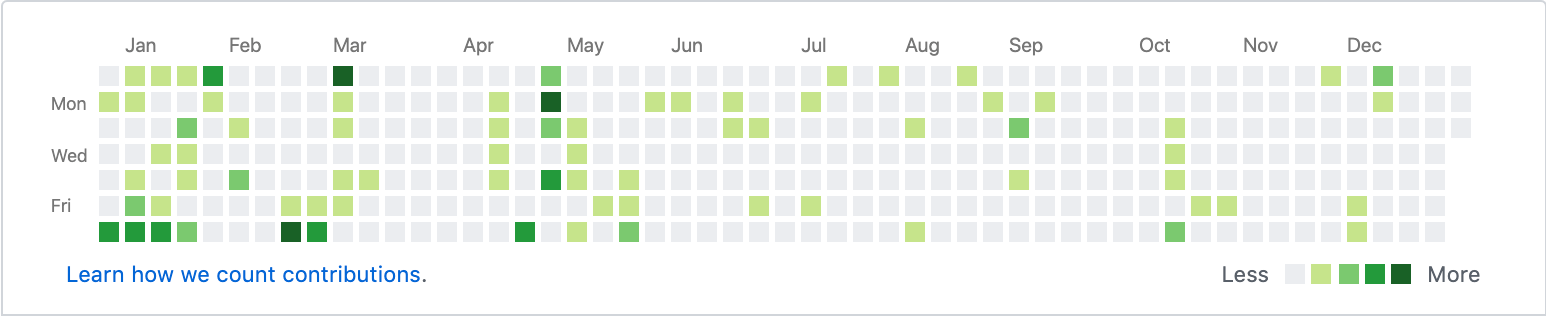 Jan Feb Mar Apr May Jun Jul Aug Sep Oct Nov Dec
Mon
Wed
Fri
Learn how we count contributions. Less More